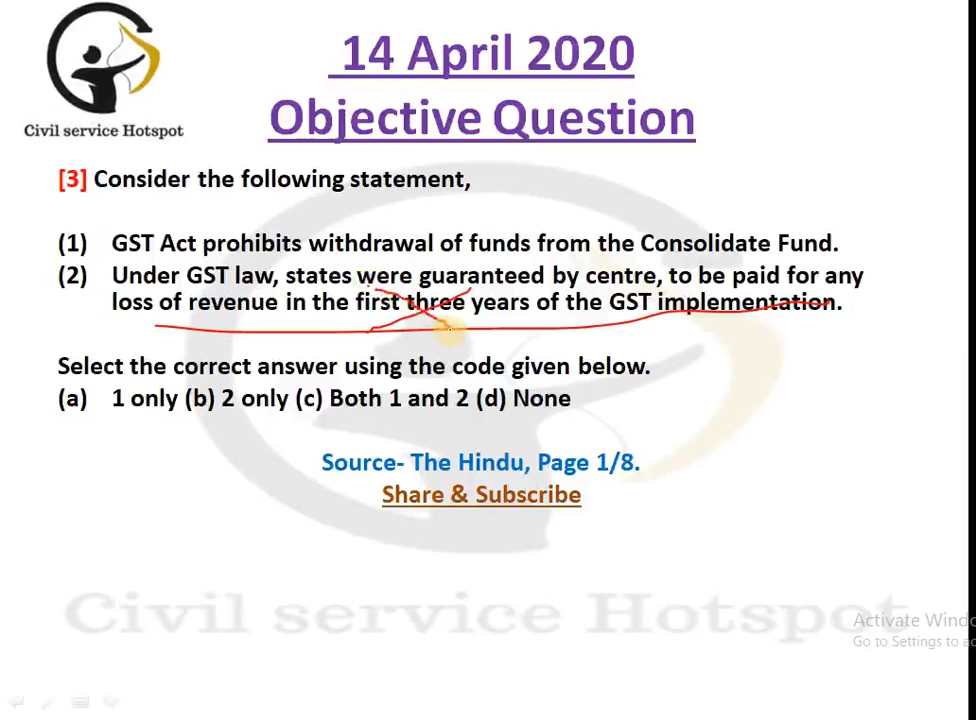 14 April 2020
Objective Question
Civil service Hotspot
[3] Consider the following statement,
(1) GST Act prohibits withdrawal of funds from the Consolidate Fund.
(2) Under GST law, states were guaranteed by centre, to be paid for any
loss of revenue in the first three years of the GST implementation.
Select the correct answer using the code given below.
(a) 1 only (b) 2 only (c) Both 1 and 2 (d) None
Source- The Hindu, Page 1/8.
Share & Subscribe
Civil service Hotspot
Activate Windo
Go to Settings to ac